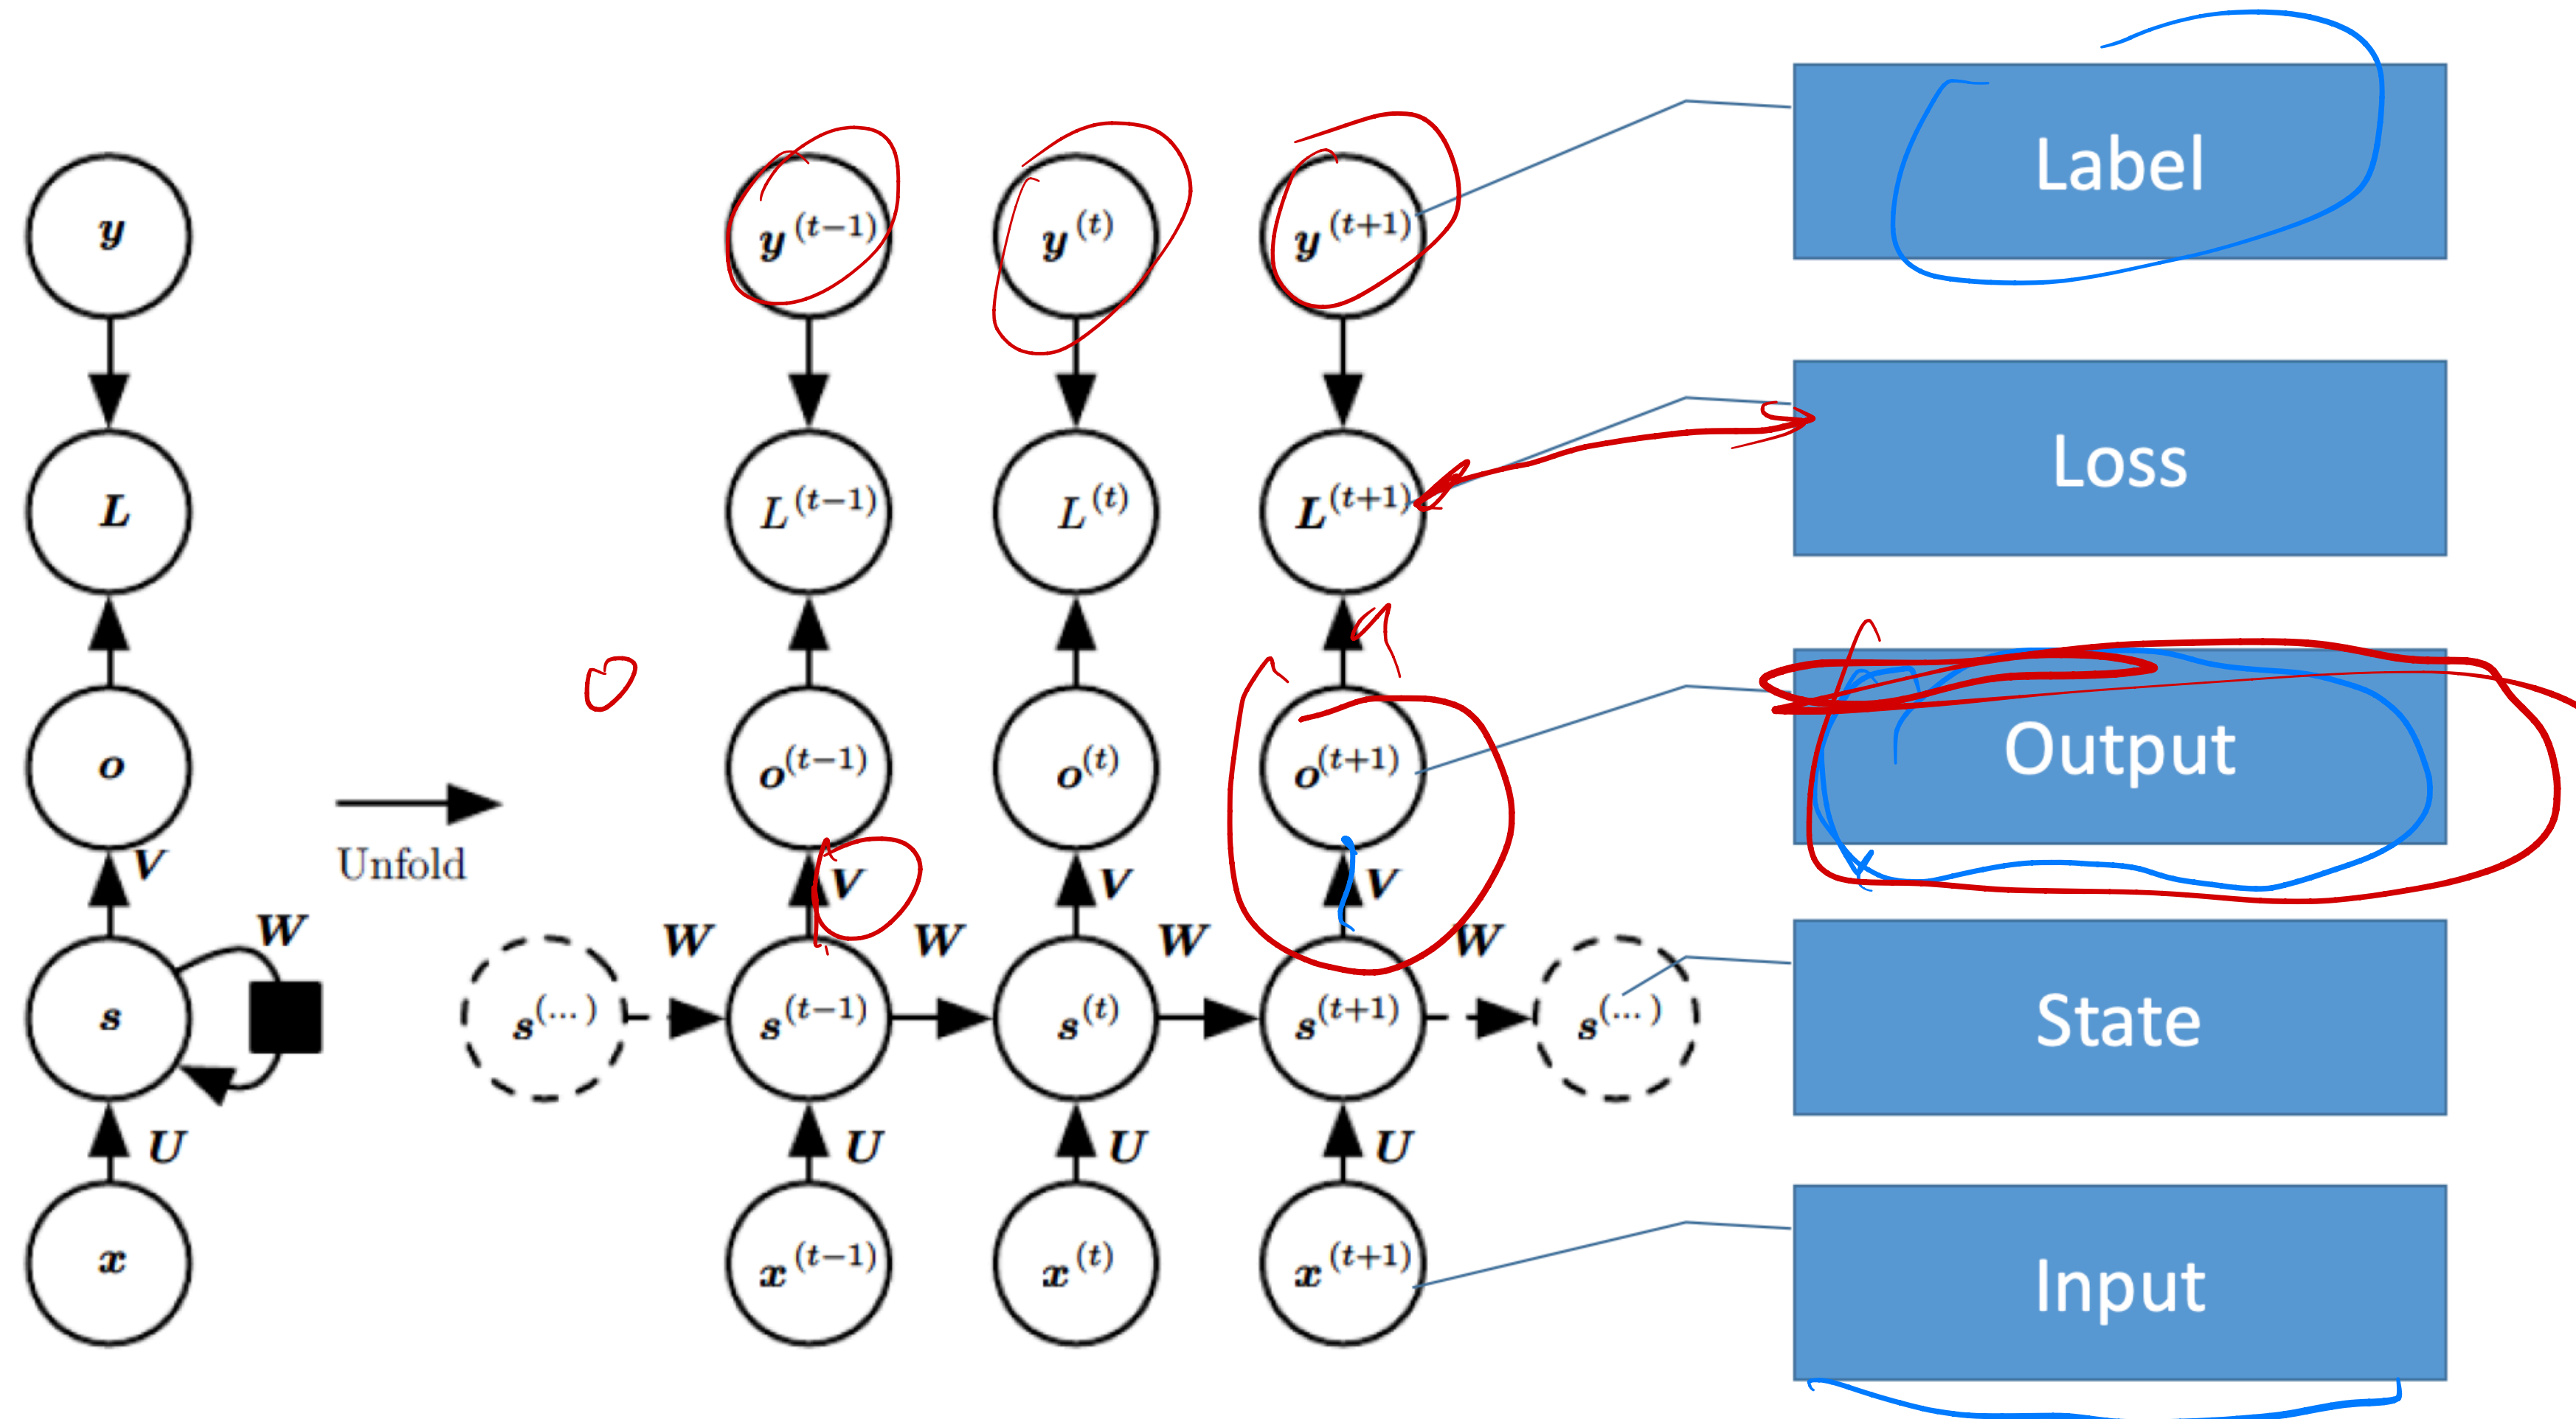 y y^(t−1) y^(t) y^(t+1) Label
L L^(t−1) L^(t) L^(t+1) Loss
o o^(t−1) o^(t) o^(t+1) Output
Unfold
V V V V
W W W W W
s s^(...) s^(t−1) s^(t) s^(t+1) s^(...) State
U U U U
x x^(t−1) x^(t) x^(t+1) Input